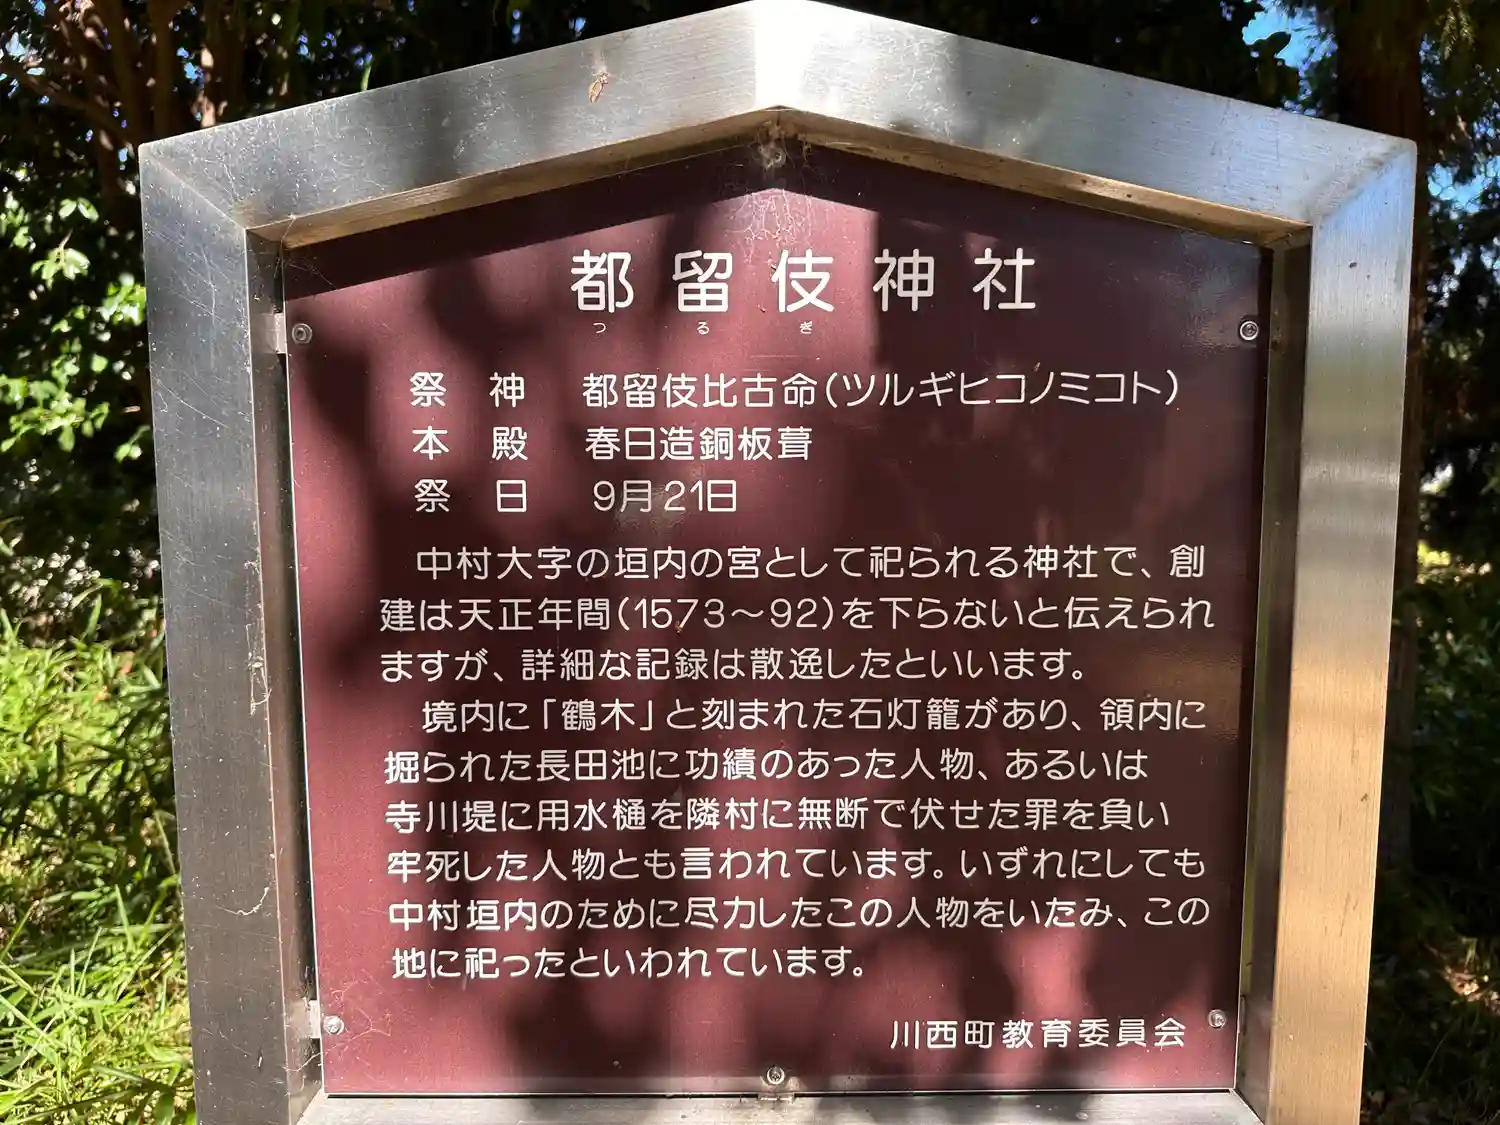 都留伎神社
つるぎ
祭神 都留伎比古命(ツルギヒコノミコト)
本殿 春日造銅板葺
祭日 9月21日
中村大字の垣内の宮として祀られる神社で、創
建は天正年間(1573～92)を下らないと伝えられ
ますが、詳細な記録は散逸したといいます。
境内に「鶴木」と刻まれた石灯籠があり、領内に
掘られた長田池に功績のあった人物、あるいは
寺川堤に用水樋を隣村に無断で伏せた罪を負い
牢死した人物とも言われています。いずれにしても
中村垣内のために尽力したこの人物をいたみ、この
地に祀ったといわれています。
川西町教育委員会